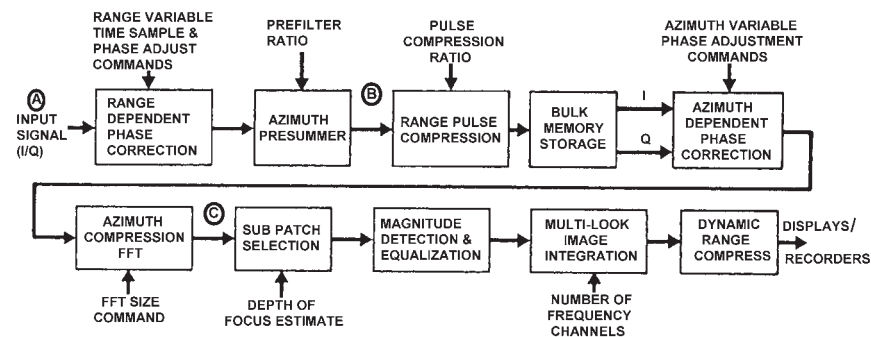 RANGE VARIABLE
TIME SAMPLE &
PHASE ADJUST
COMMANDS
PREFILTER
RATIO
PULSE
COMPRESSION
RATIO
AZIMUTH VARIABLE
PHASE ADJUSTMENT
COMMANDS
A
INPUT
SIGNAL
(I/Q)
RANGE
DEPENDENT
PHASE
CORRECTION
AZIMUTH
PRESUMMER
B
RANGE PULSE
COMPRESSION
BULK
MEMORY
STORAGE
I
Q
AZIMUTH
DEPENDENT
PHASE
CORRECTION
AZIMUTH
COMPRESSION
FFT
C
SUB PATCH
SELECTION
MAGNITUDE
DETECTION &
EQUALIZATION
MULTI-LOOK
IMAGE
INTEGRATION
DYNAMIC
RANGE
COMPRESS
DISPLAYS/
RECORDERS
FFT SIZE
COMMAND
DEPTH OF
FOCUS ESTIMATE
NUMBER OF
FREQUENCY
CHANNELS